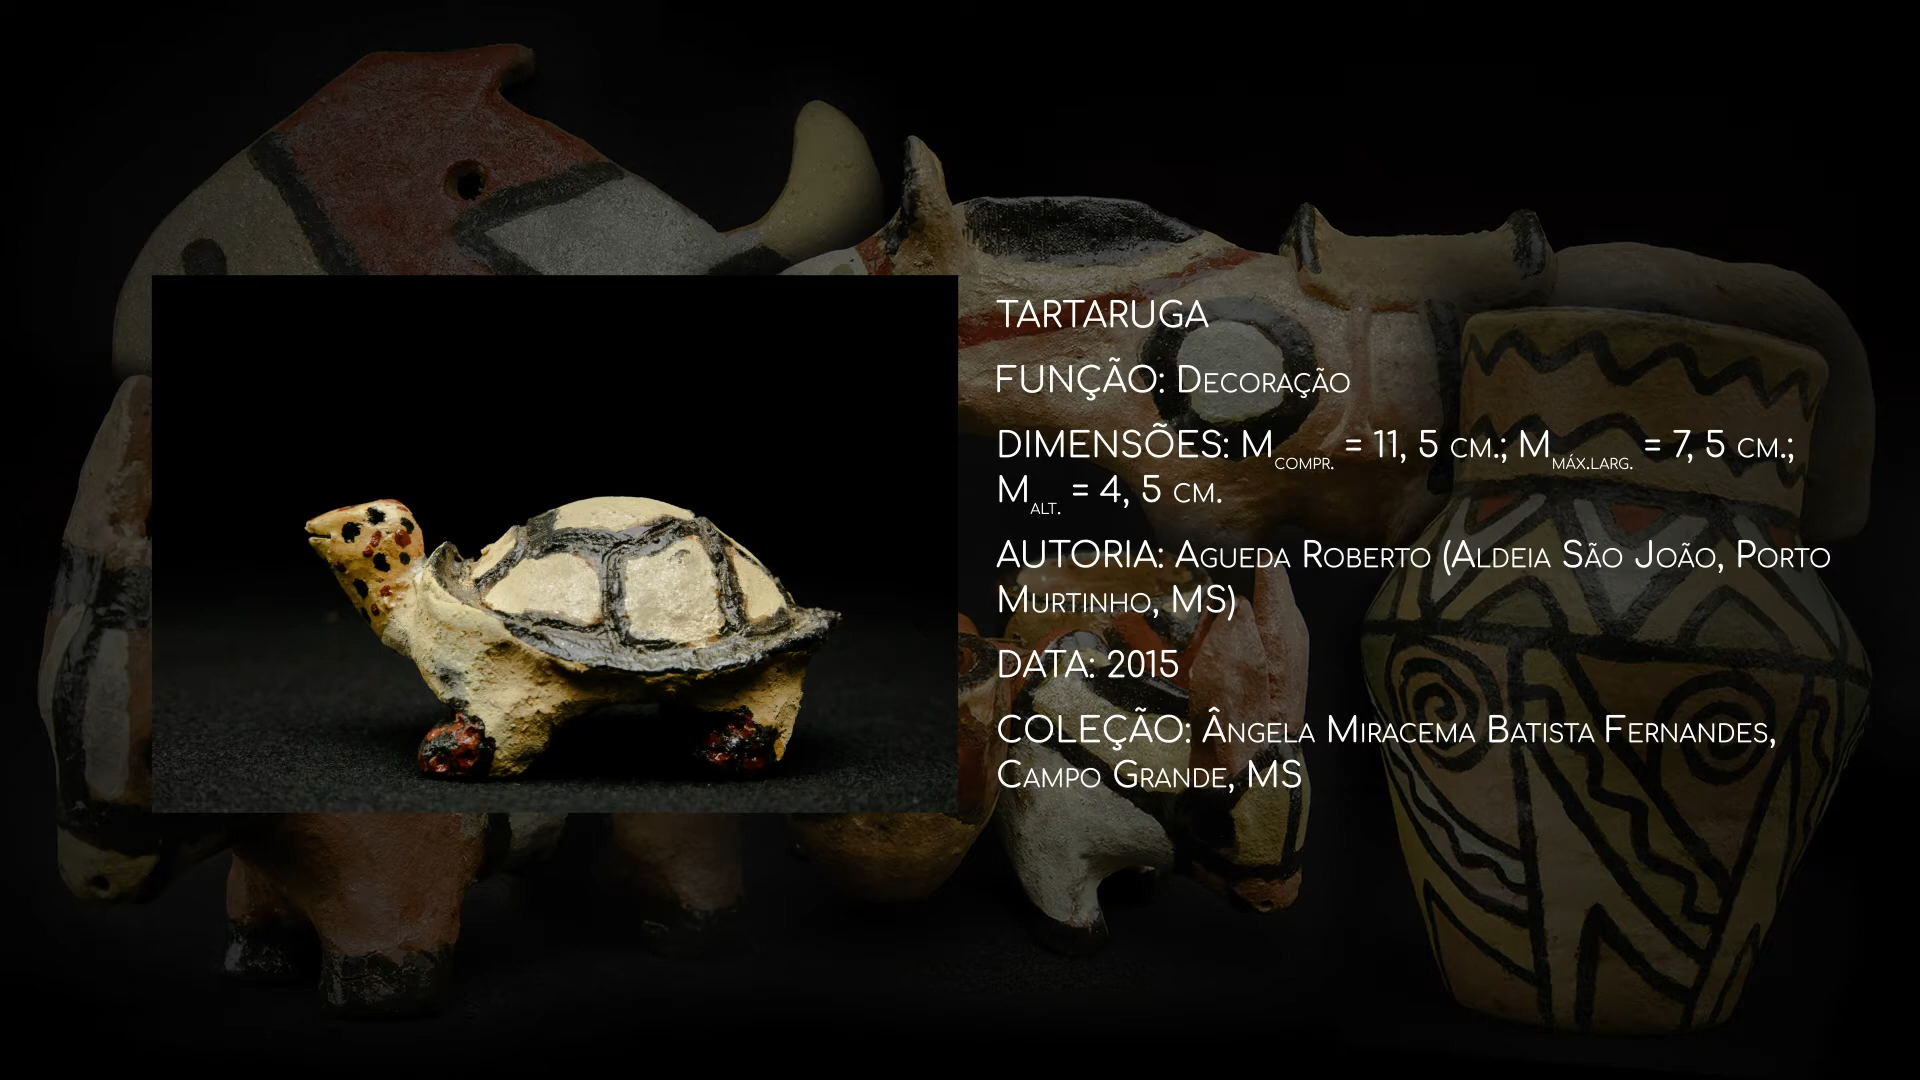 TARTARUGA
FUNÇÃO: Decoração
DIMENSÕES: M compr. = 11, 5 cm.; M máx.larg. = 7, 5 cm.;
M alt. = 4, 5 cm.
AUTORIA: Agueda Roberto (Aldeia São João, Porto
Murtinho, MS)
DATA: 2015
COLEÇÃO: Ângela Miracema Batista Fernandes,
Campo Grande, MS